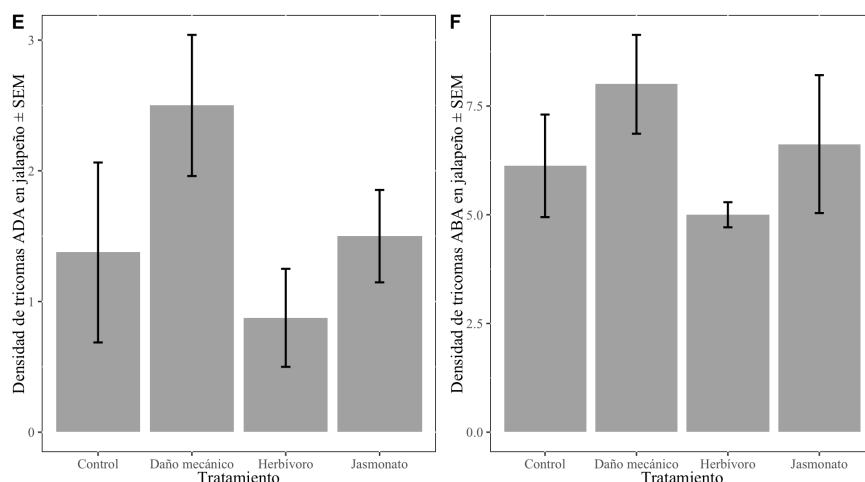 E
Densidad de tricomas ADA en jalapeño ± SEM
3
2
1
0
Control Daño mecánico Herbívoro Jasmonato
Tratamiento
F
Densidad de tricomas ABA en jalapeño ± SEM
7.5
5.0
2.5
0.0
Control Daño mecánico Herbívoro Jasmonato
Tratamiento